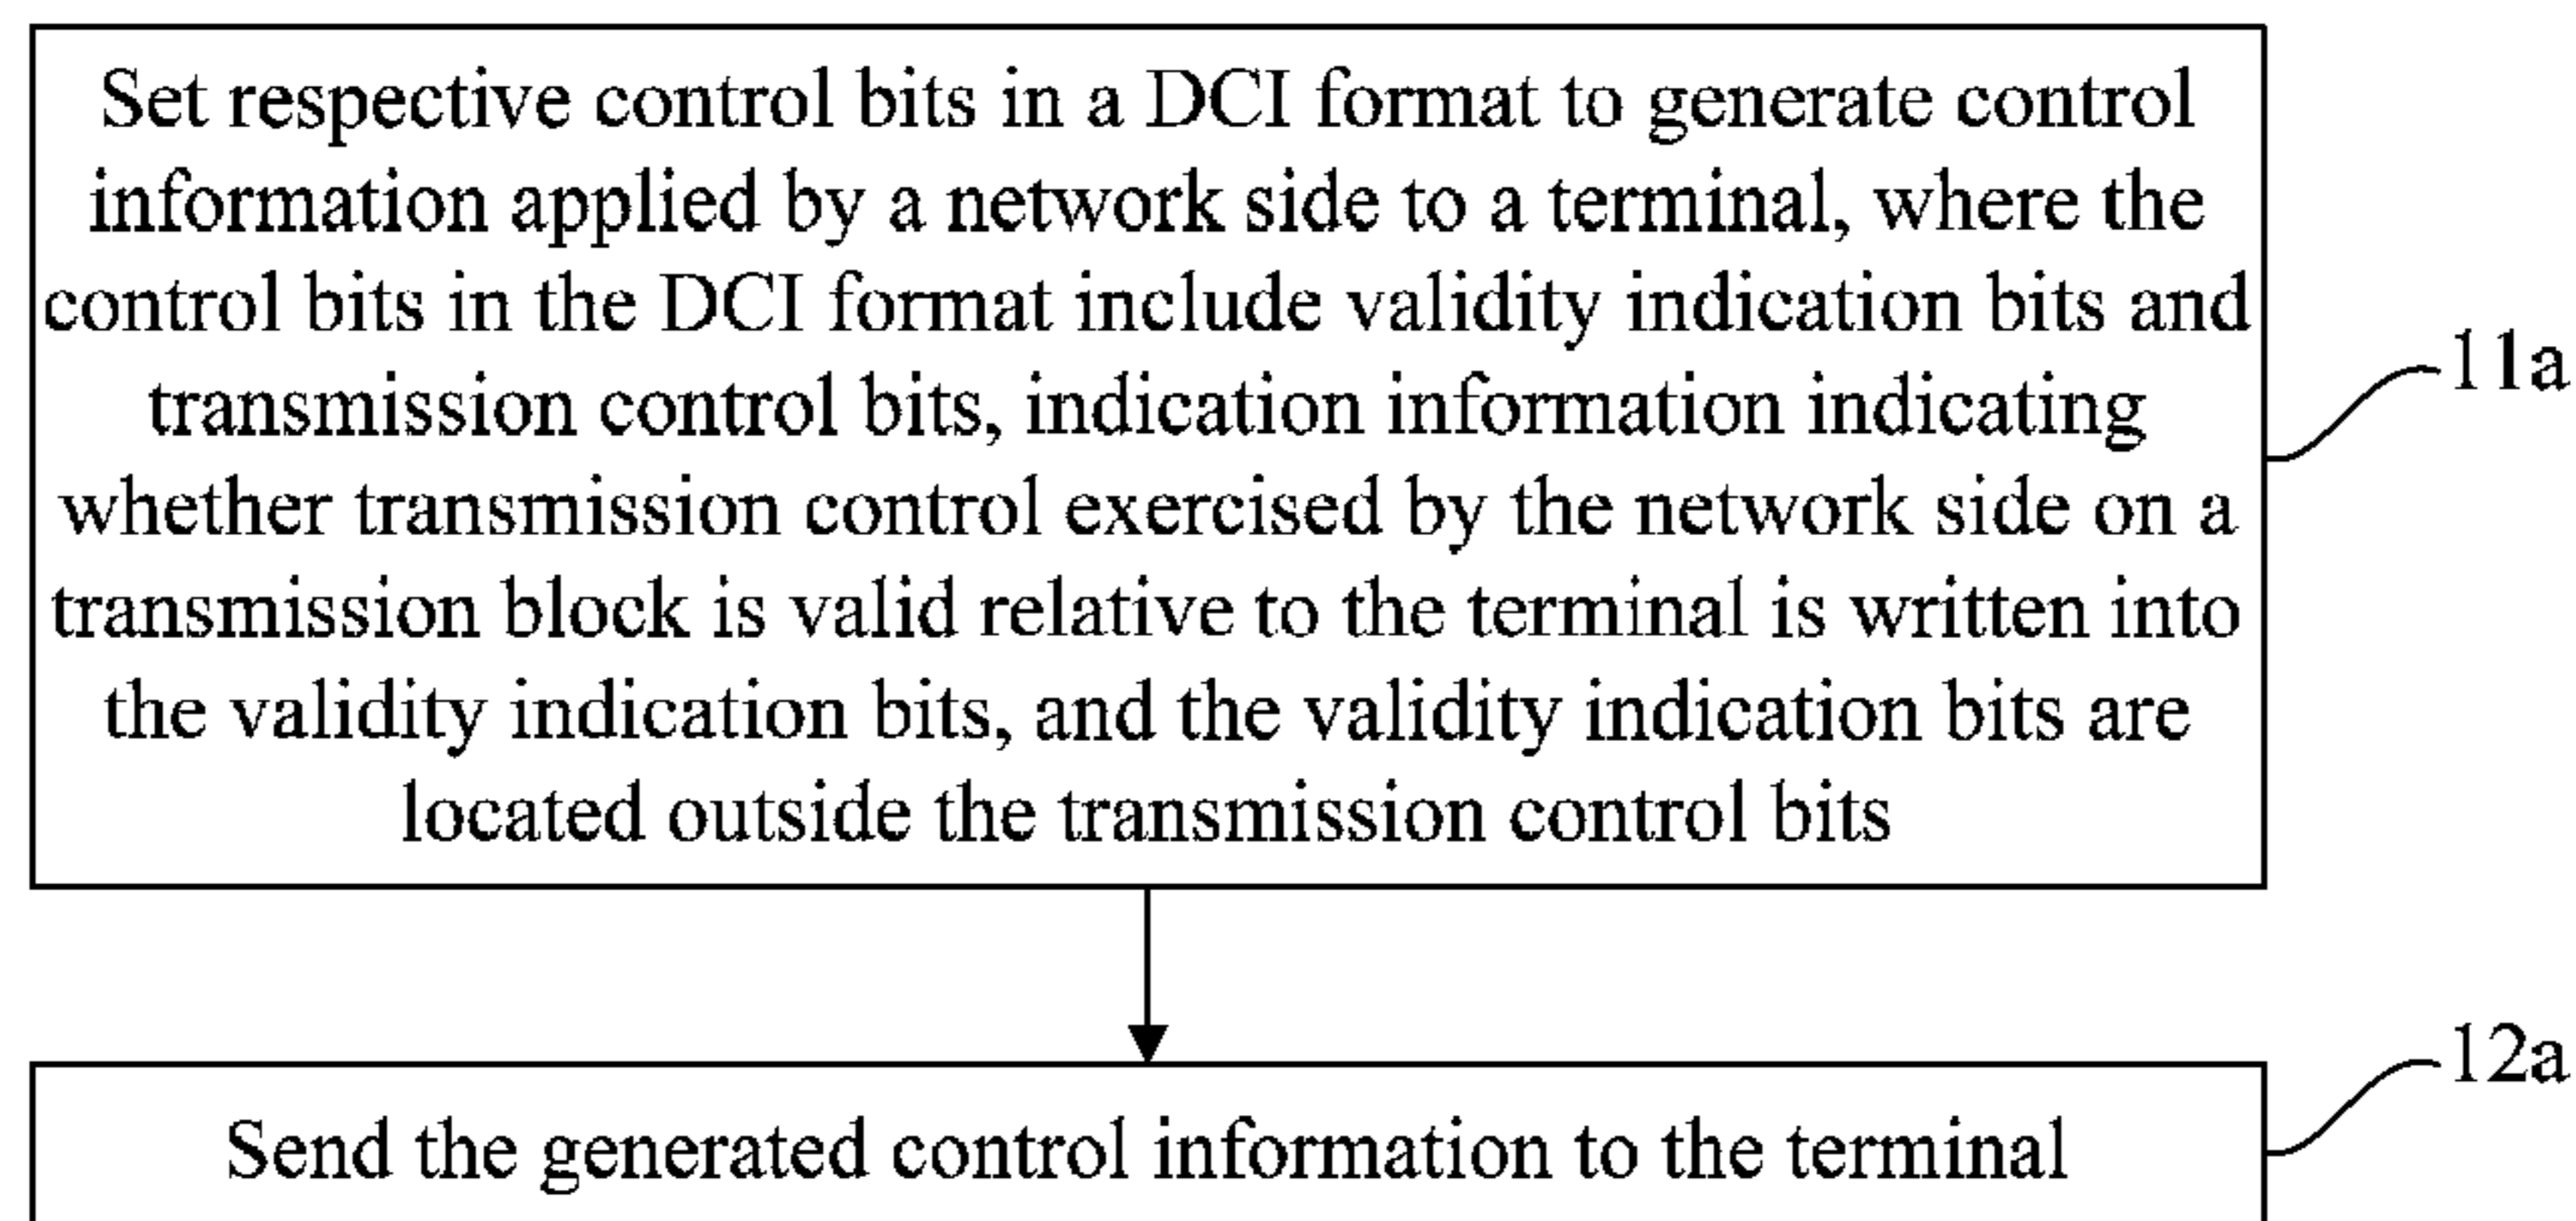 Set respective control bits in a DCI format to generate control
information applied by a network side to a terminal, where the
control bits in the DCI format include validity indication bits and
transmission control bits, indication information indicating
whether transmission control exercised by the network side on a
transmission block is valid relative to the terminal is written into
the validity indication bits, and the validity indication bits are
located outside the transmission control bits
11a
12a
Send the generated control information to the terminal